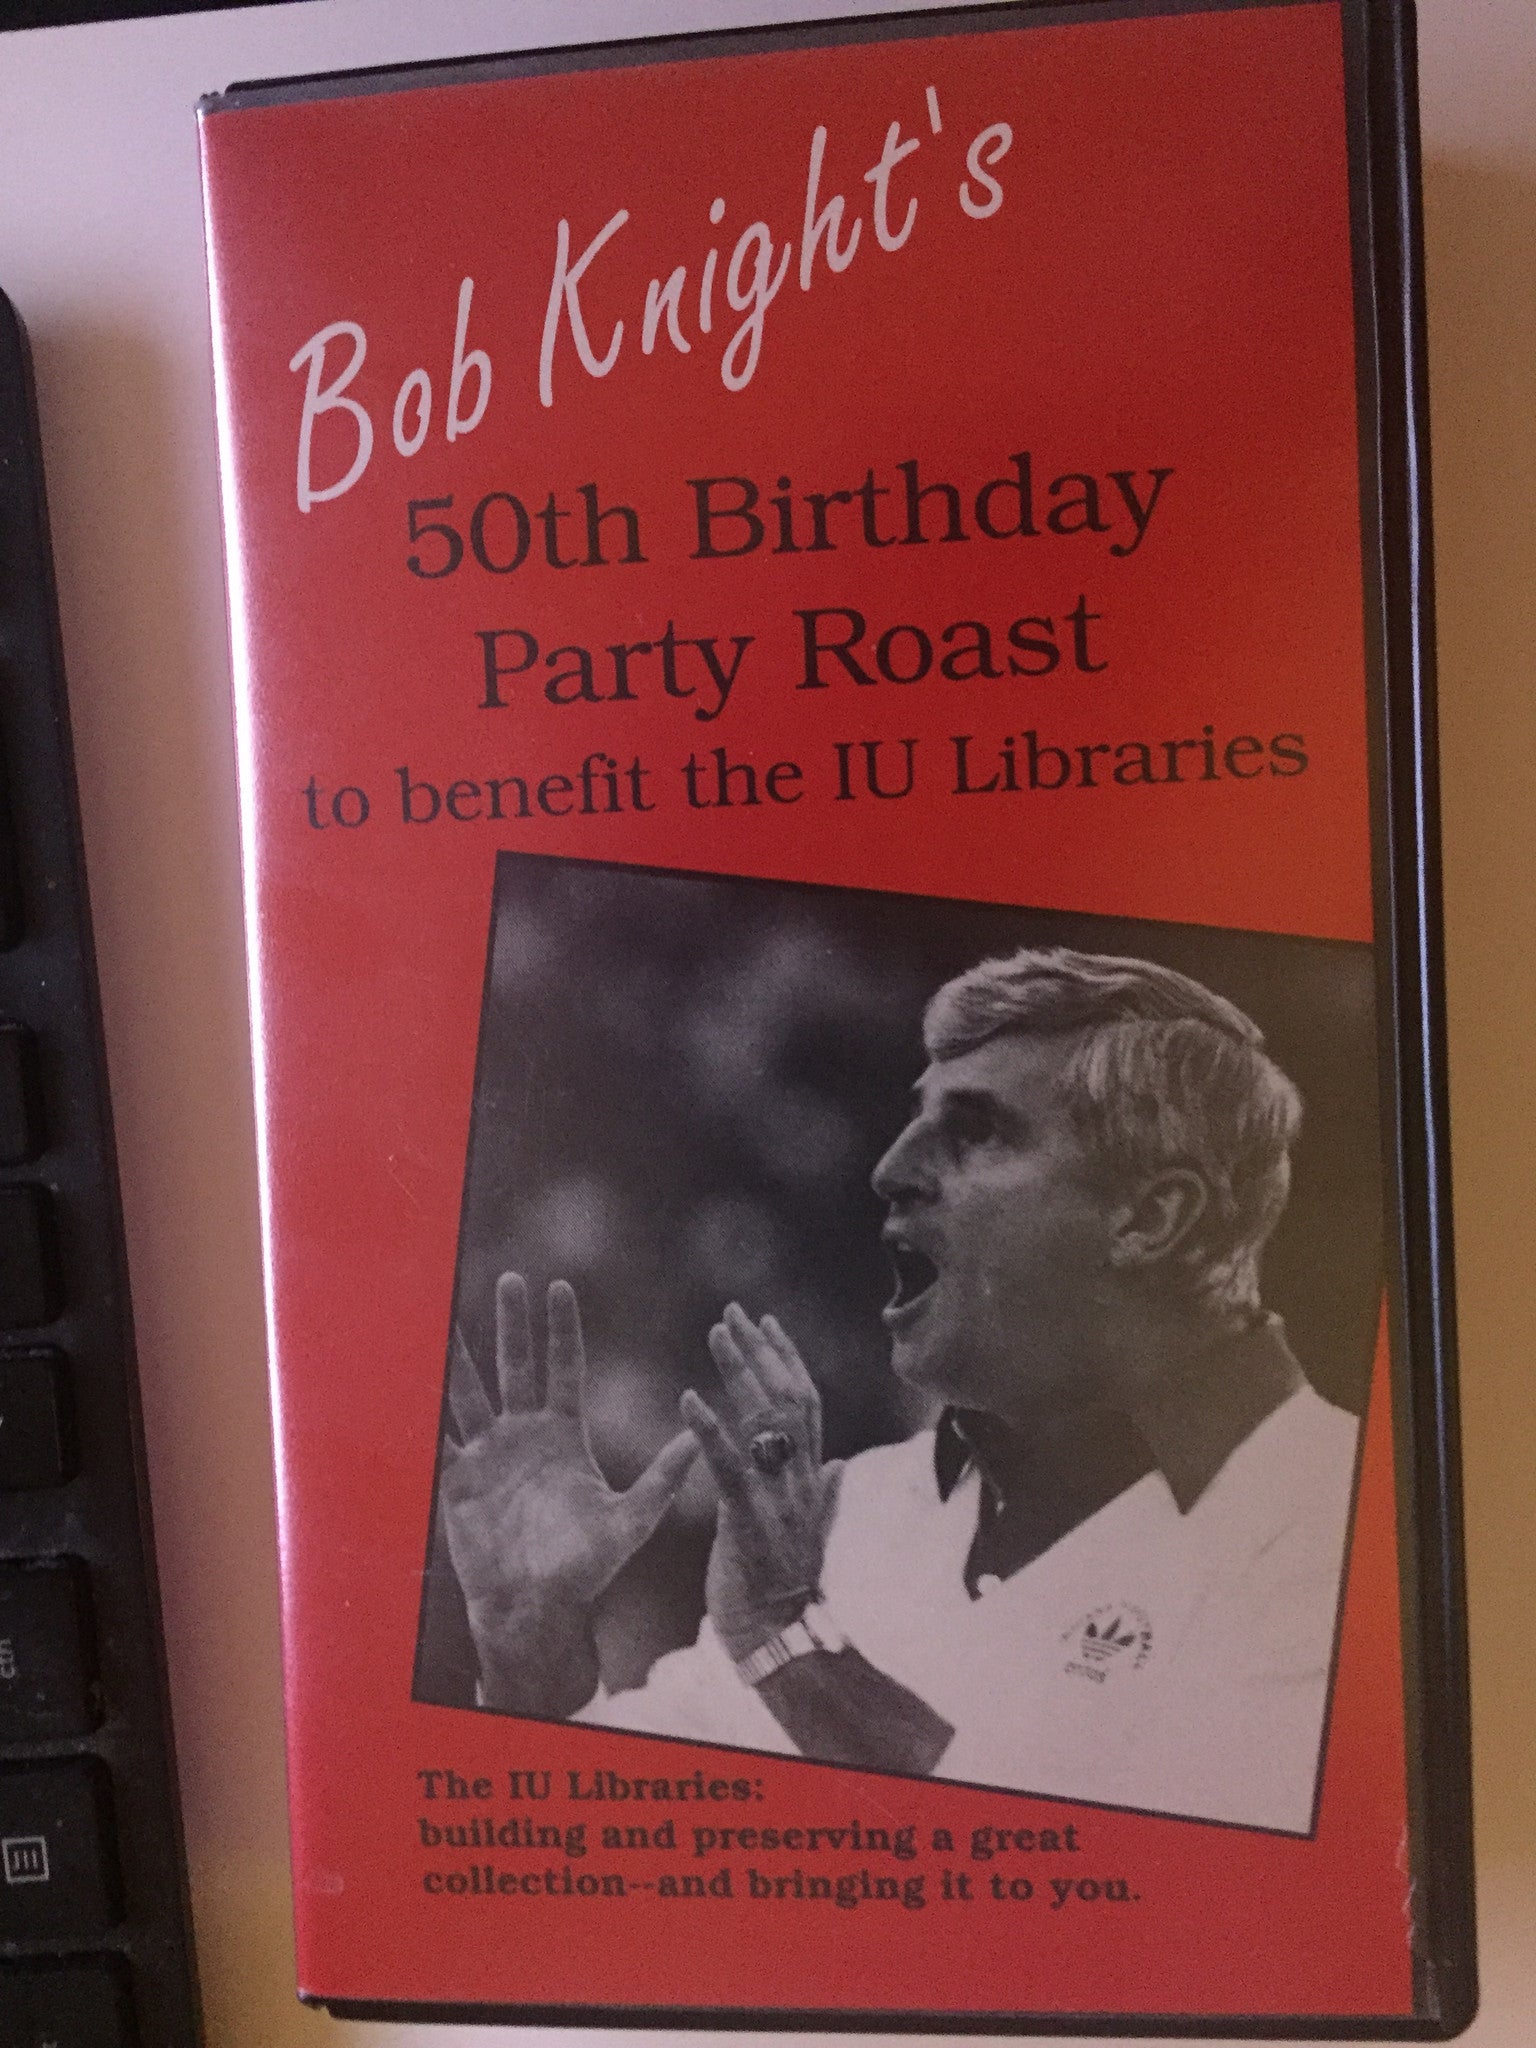 Bob Knight's
50th Birthday
Party Roast
to benefit the IU Libraries
The IU Libraries:
building and preserving a great
collection--and bringing it to you.
ctrl